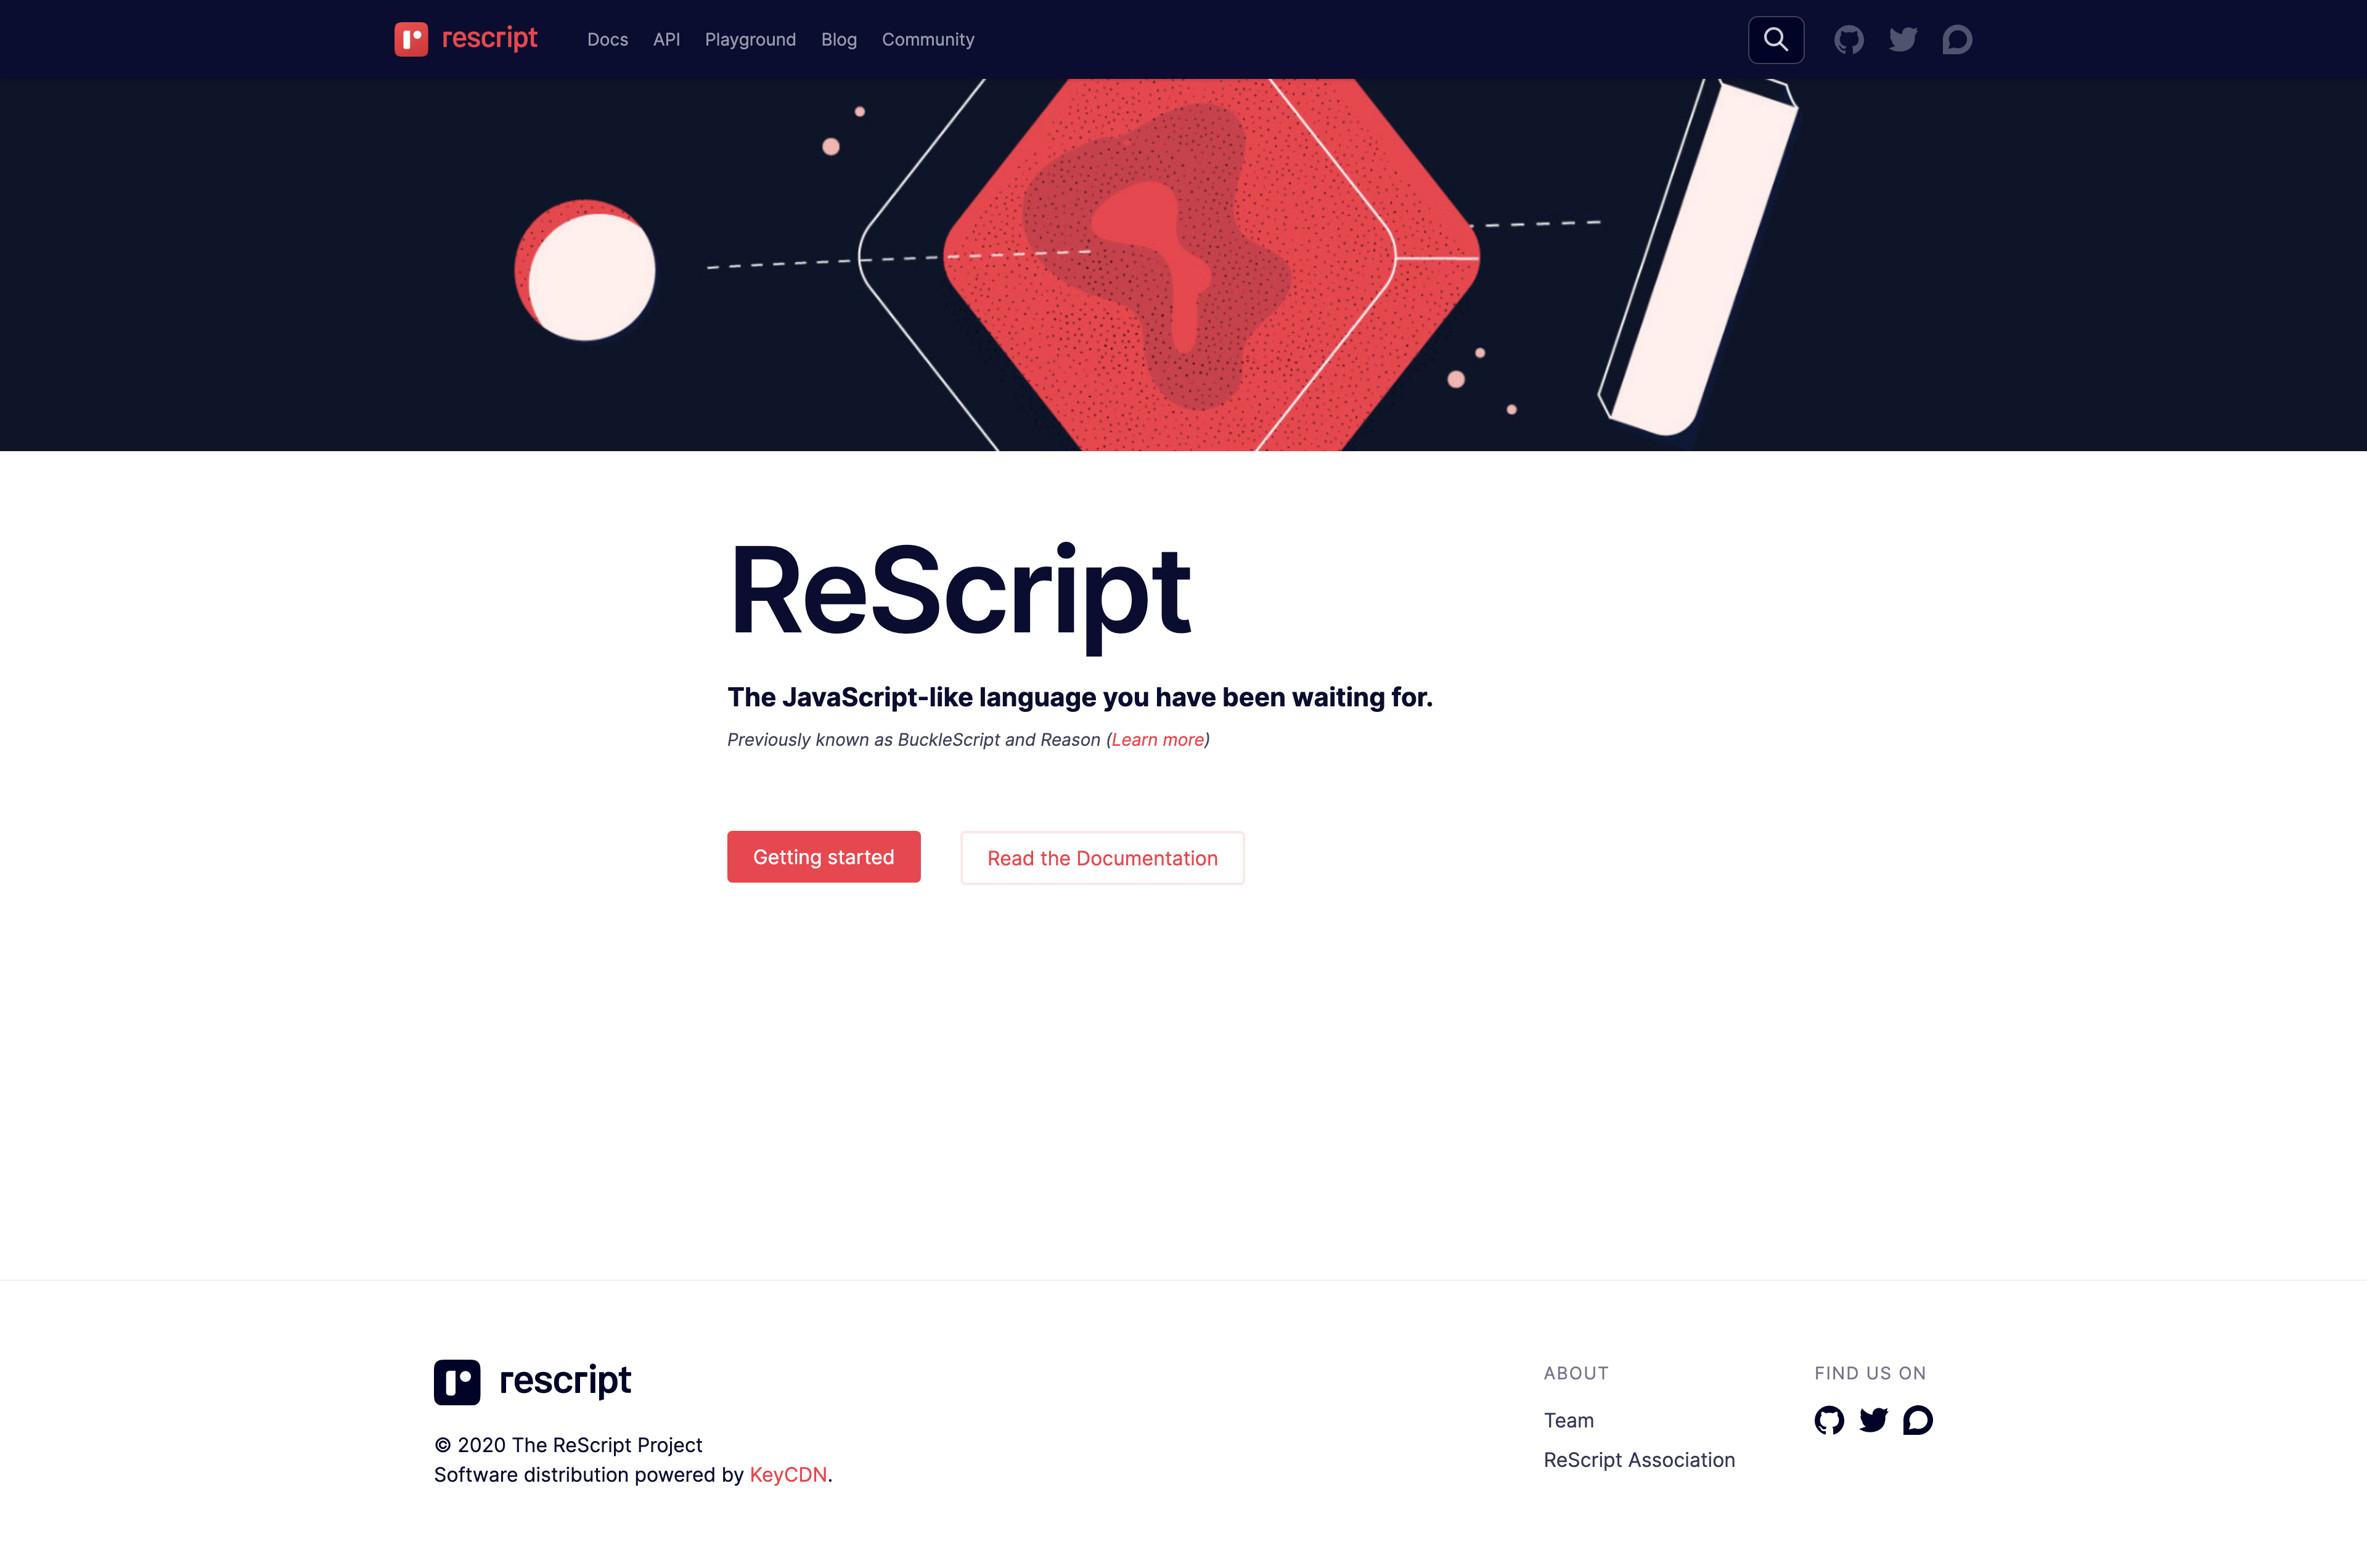 rescript
Docs API Playground Blog Community
ReScript
The JavaScript-like language you have been waiting for.
Previously known as BuckleScript and Reason (Learn more)
Getting started
Read the Documentation
rescript
© 2020 The ReScript Project
Software distribution powered by KeyCDN.
ABOUT
Team
ReScript Association
FIND US ON